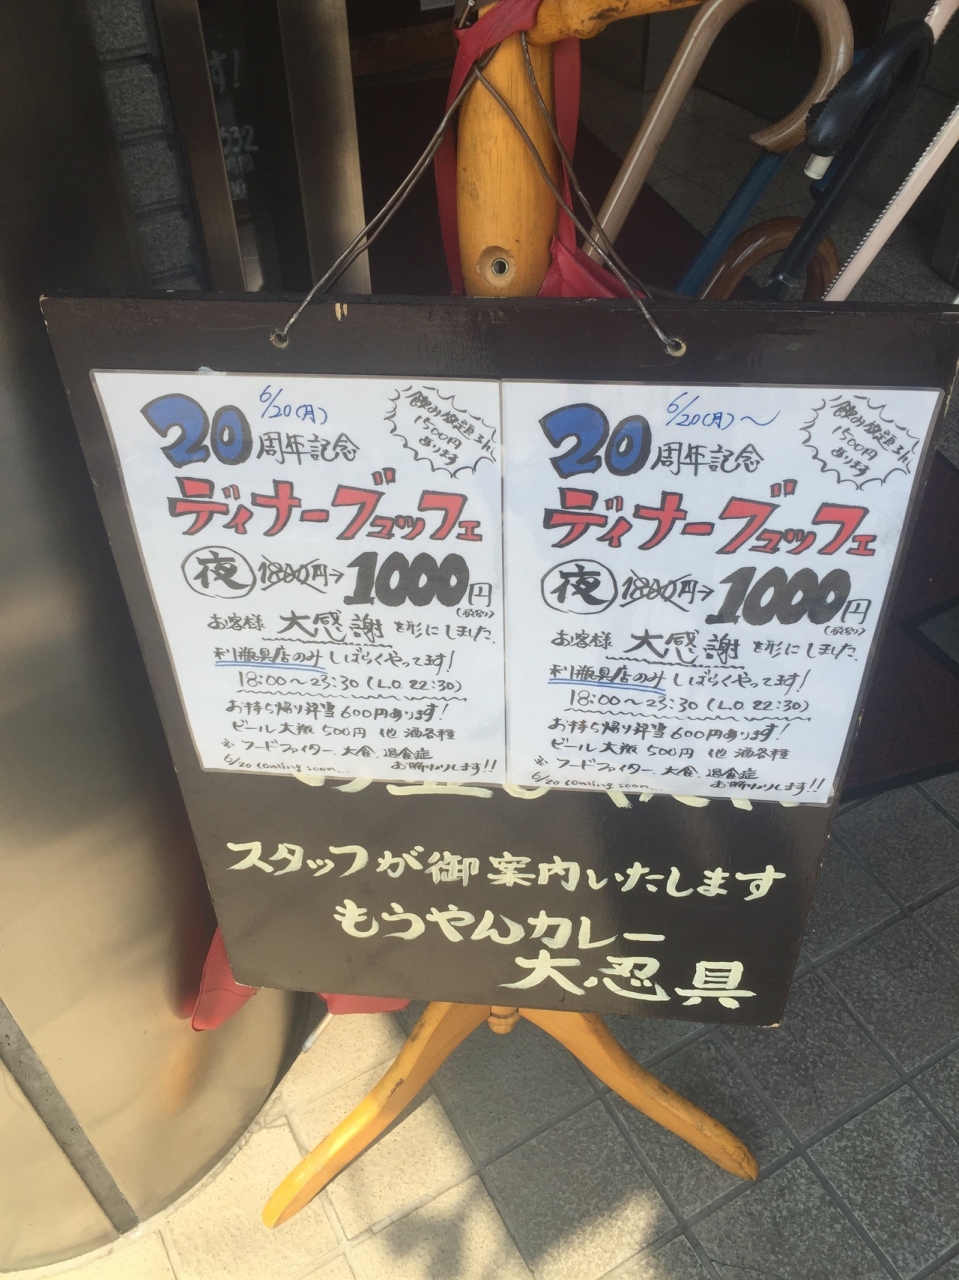 6/20(月)
飲み放題3h
1500円
あります
20周年記念
ディナーブュッフェ
夜 1800円→1000円
(税別)
お客様 大感謝を形にしました。
利瓶具店のみしばらくやってます!
18:00～23:30 (L.O. 22:30)
お持ち帰り弁当600円あります!
ビール大瓶500円 他 酒各種
※フードファイター、大食、過食症
お断りします!!
6/20 coming soon...
6/20(月)～
飲み放題3h
1500円
あります
20周年記念
ディナーブュッフェ
夜 1800円→1000円
(税別)
お客様 大感謝を形にしました。
利瓶具店のみしばらくやってます!
18:00～23:30 (L.O. 22:30)
お持ち帰り弁当600円あります!
ビール大瓶500円 他 酒各種
※フードファイター、大食、過食症
お断りします!!
6/20 coming soon...
スタッフが御案内いたします
もうやんカレー
大忍具